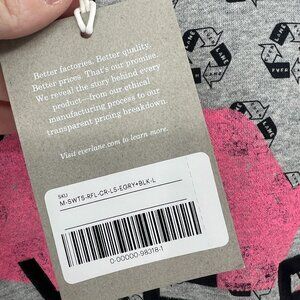 Better factories. Better quality.
Better prices. That's our promise.
We reveal the story behind every
product—from our ethical
manufacturing process to our
transparent pricing breakdown.
Visit everlane.com to learn more.
SKU
M-SWTS-RFL-CR-LS-EGRY+BLK-L
0-00000-98318-1
EVER
LANE